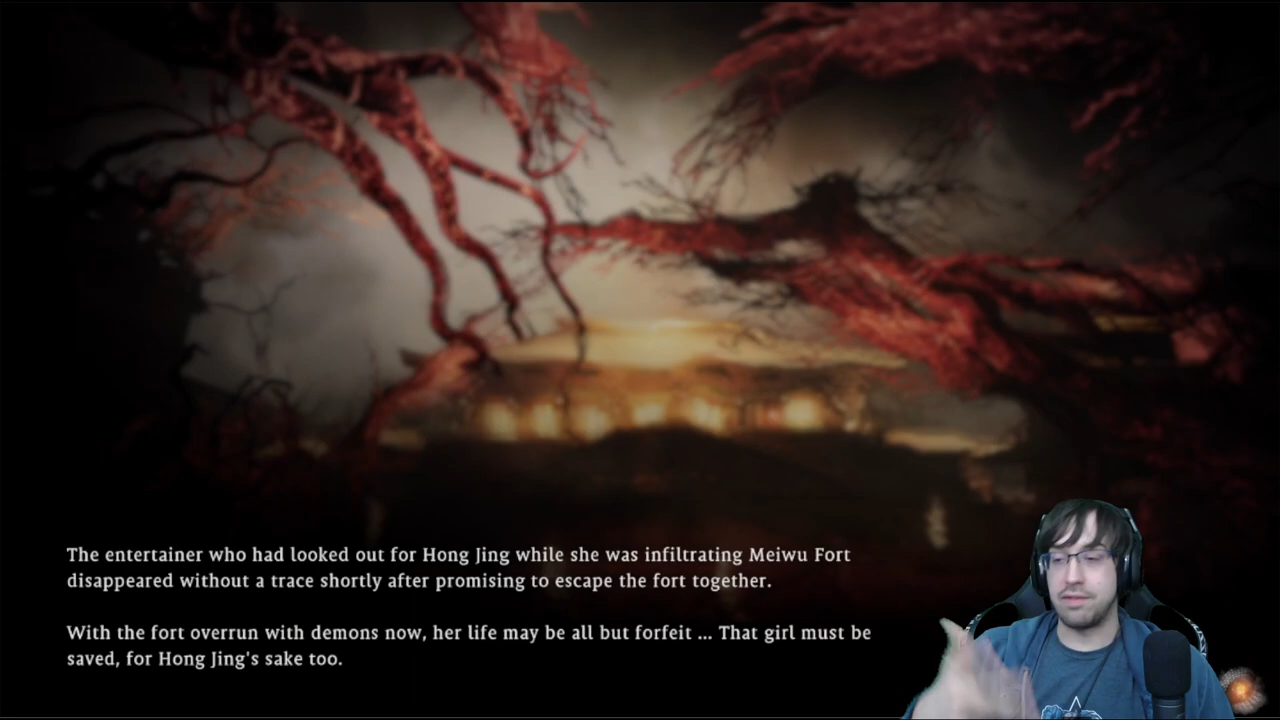 The entertainer who had looked out for Hong Jing while she was infiltrating Meiwu Fort
disappeared without a trace shortly after promising to escape the fort together.
With the fort overrun with demons now, her life may be all but forfeit ... That girl must be
saved, for Hong Jing's sake too.